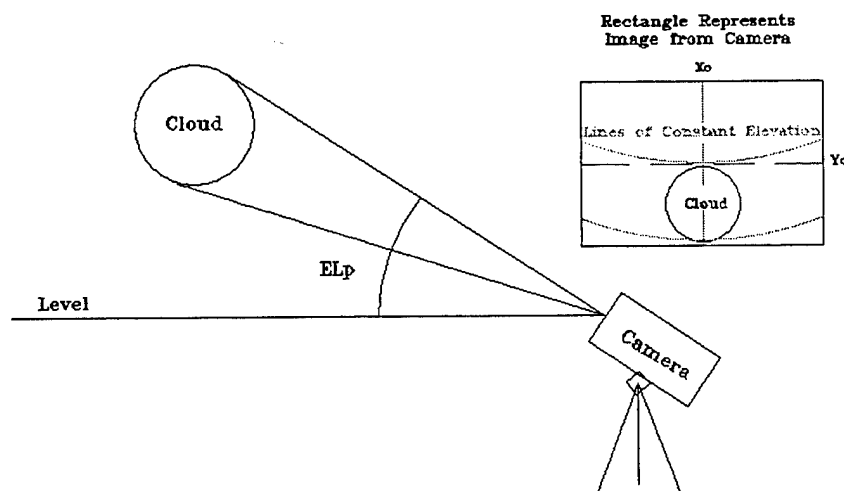 Rectangle Represents
Image from Camera
Xo
Cloud
Lines of Constant Elevation
Yo
Cloud
ELp
Level
Camera